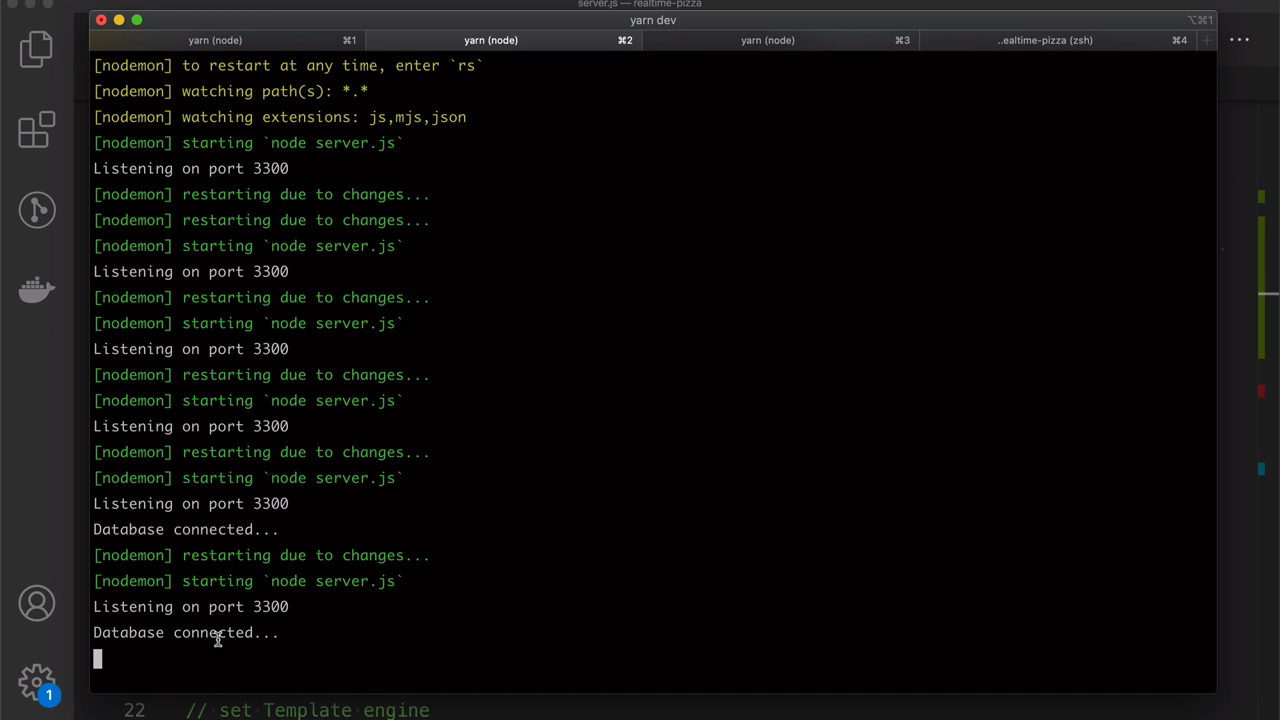 server.js — realtime-pizza
yarn dev
⌥⌘1
yarn (node) ⌘1 yarn (node) ⌘2 yarn (node) ⌘3 ..ealtime-pizza (zsh) ⌘4 +
[nodemon] to restart at any time, enter `rs`
[nodemon] watching path(s): *.*
[nodemon] watching extensions: js,mjs,json
[nodemon] starting `node server.js`
Listening on port 3300
[nodemon] restarting due to changes...
[nodemon] restarting due to changes...
[nodemon] starting `node server.js`
Listening on port 3300
[nodemon] restarting due to changes...
[nodemon] starting `node server.js`
Listening on port 3300
[nodemon] restarting due to changes...
[nodemon] starting `node server.js`
Listening on port 3300
[nodemon] restarting due to changes...
[nodemon] starting `node server.js`
Listening on port 3300
Database connected...
[nodemon] restarting due to changes...
[nodemon] starting `node server.js`
Listening on port 3300
Database connected...
1
22 // set Template engine